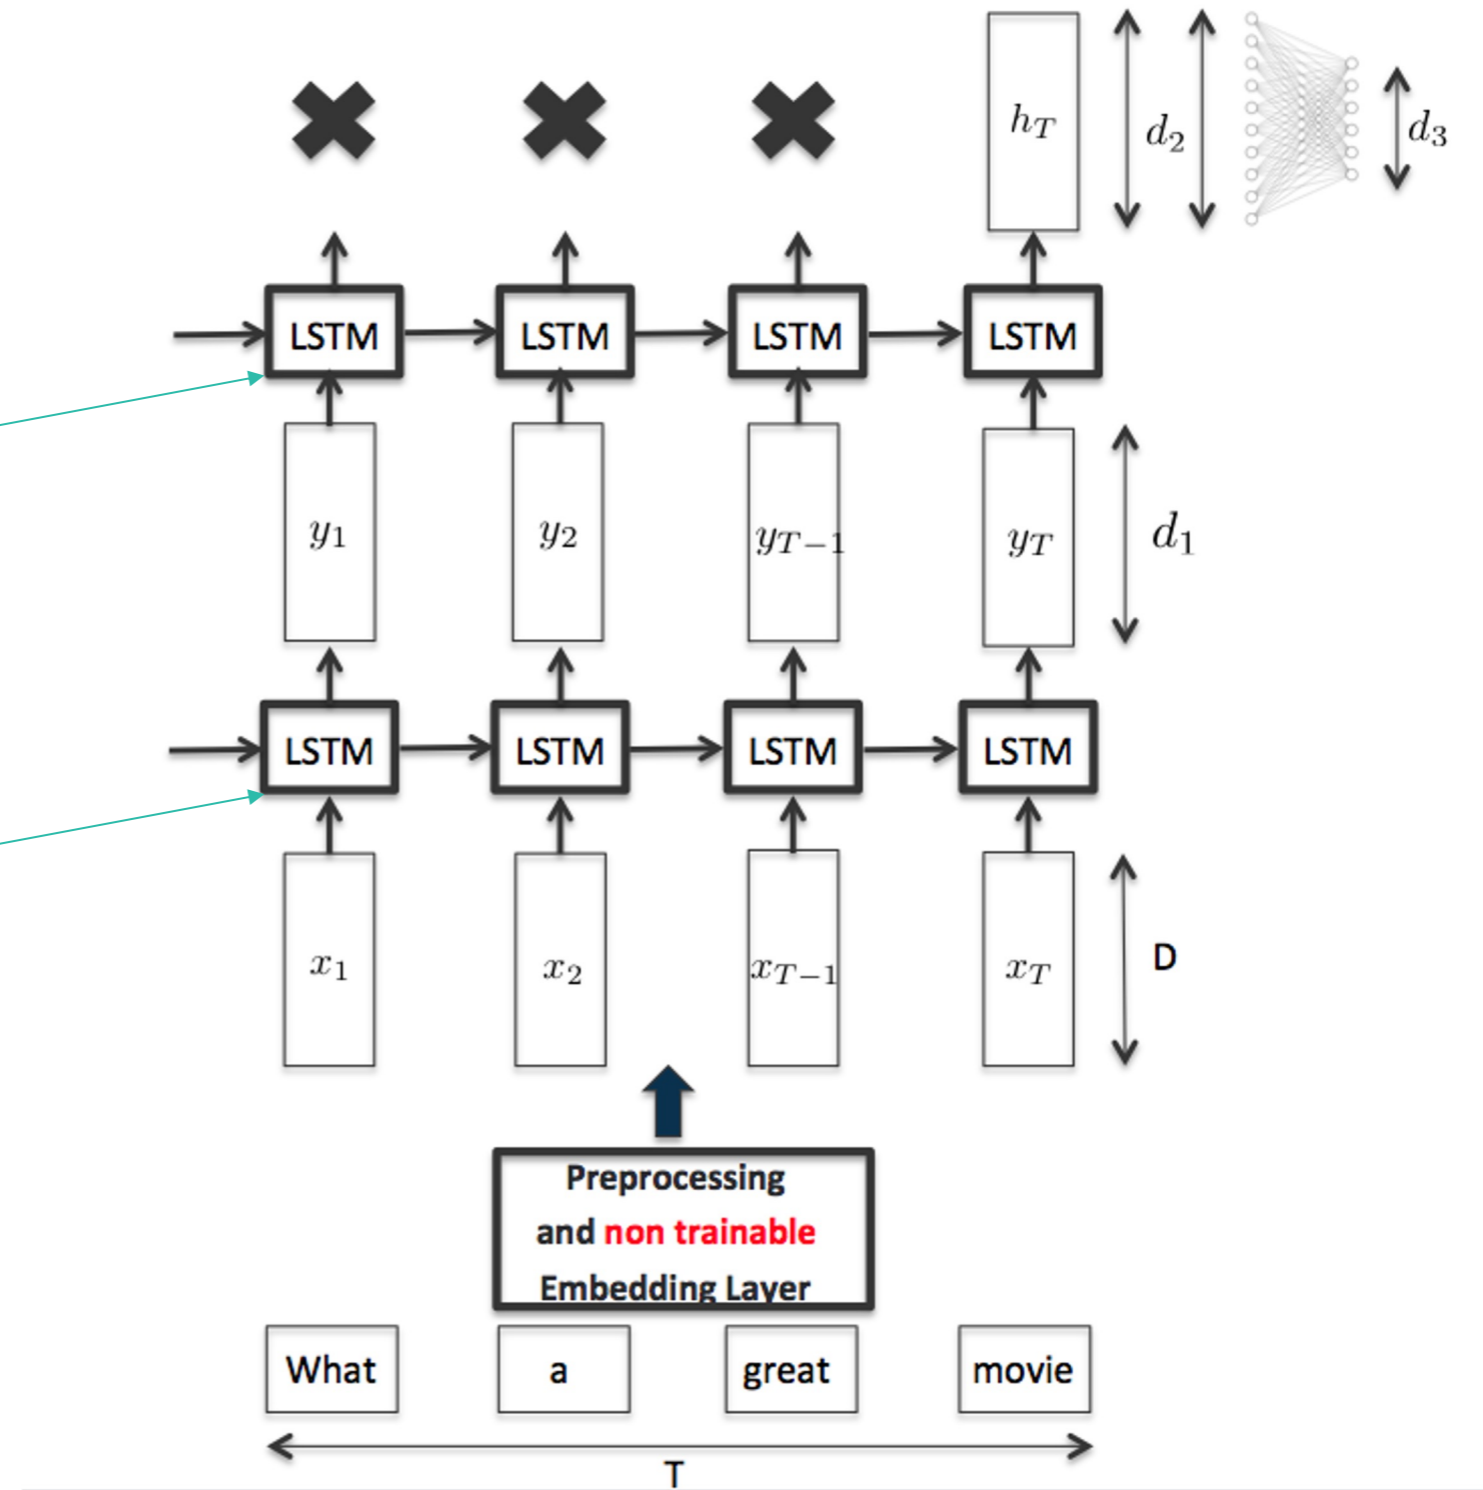 h_T
d_2
d_3
LSTM LSTM LSTM LSTM
y_1 y_2 y_{T-1} y_T
d_1
LSTM LSTM LSTM LSTM
x_1 x_2 x_{T-1} x_T
D
Preprocessing
and non trainable
Embedding Layer
What a great movie
T